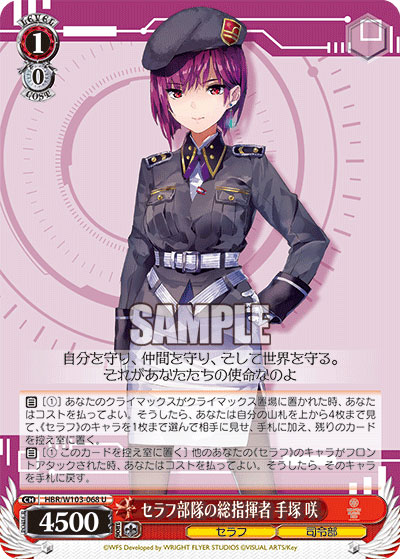 LEVEL
1
0
COST
SAMPLE
自分を守り、仲間を守り、そして世界を守る。
それがあなたたちの使命なのよ
自 [①] あなたのクライマックスがクライマックス置場に置かれた時、あなた
はコストを払ってよい。そうしたら、あなたは自分の山札を上から4枚まで見
て、《セラフ》のキャラを1枚まで選んで相手に見せ、手札に加え、残りのカード
を控え室に置く。
自 [① このカードを控え室に置く] 他のあなたの《セラフ》のキャラがフロン
トアタックされた時、あなたはコストを払ってよい。そうしたら、そのキャラ
を手札に戻す。
CH HBR/W103-068 U
セラフ部隊の総指揮者 手塚 咲
4500
セラフ
司令部
©WFS Developed by WRIGHT FLYER STUDIOS ©VISUAL ARTS/Key